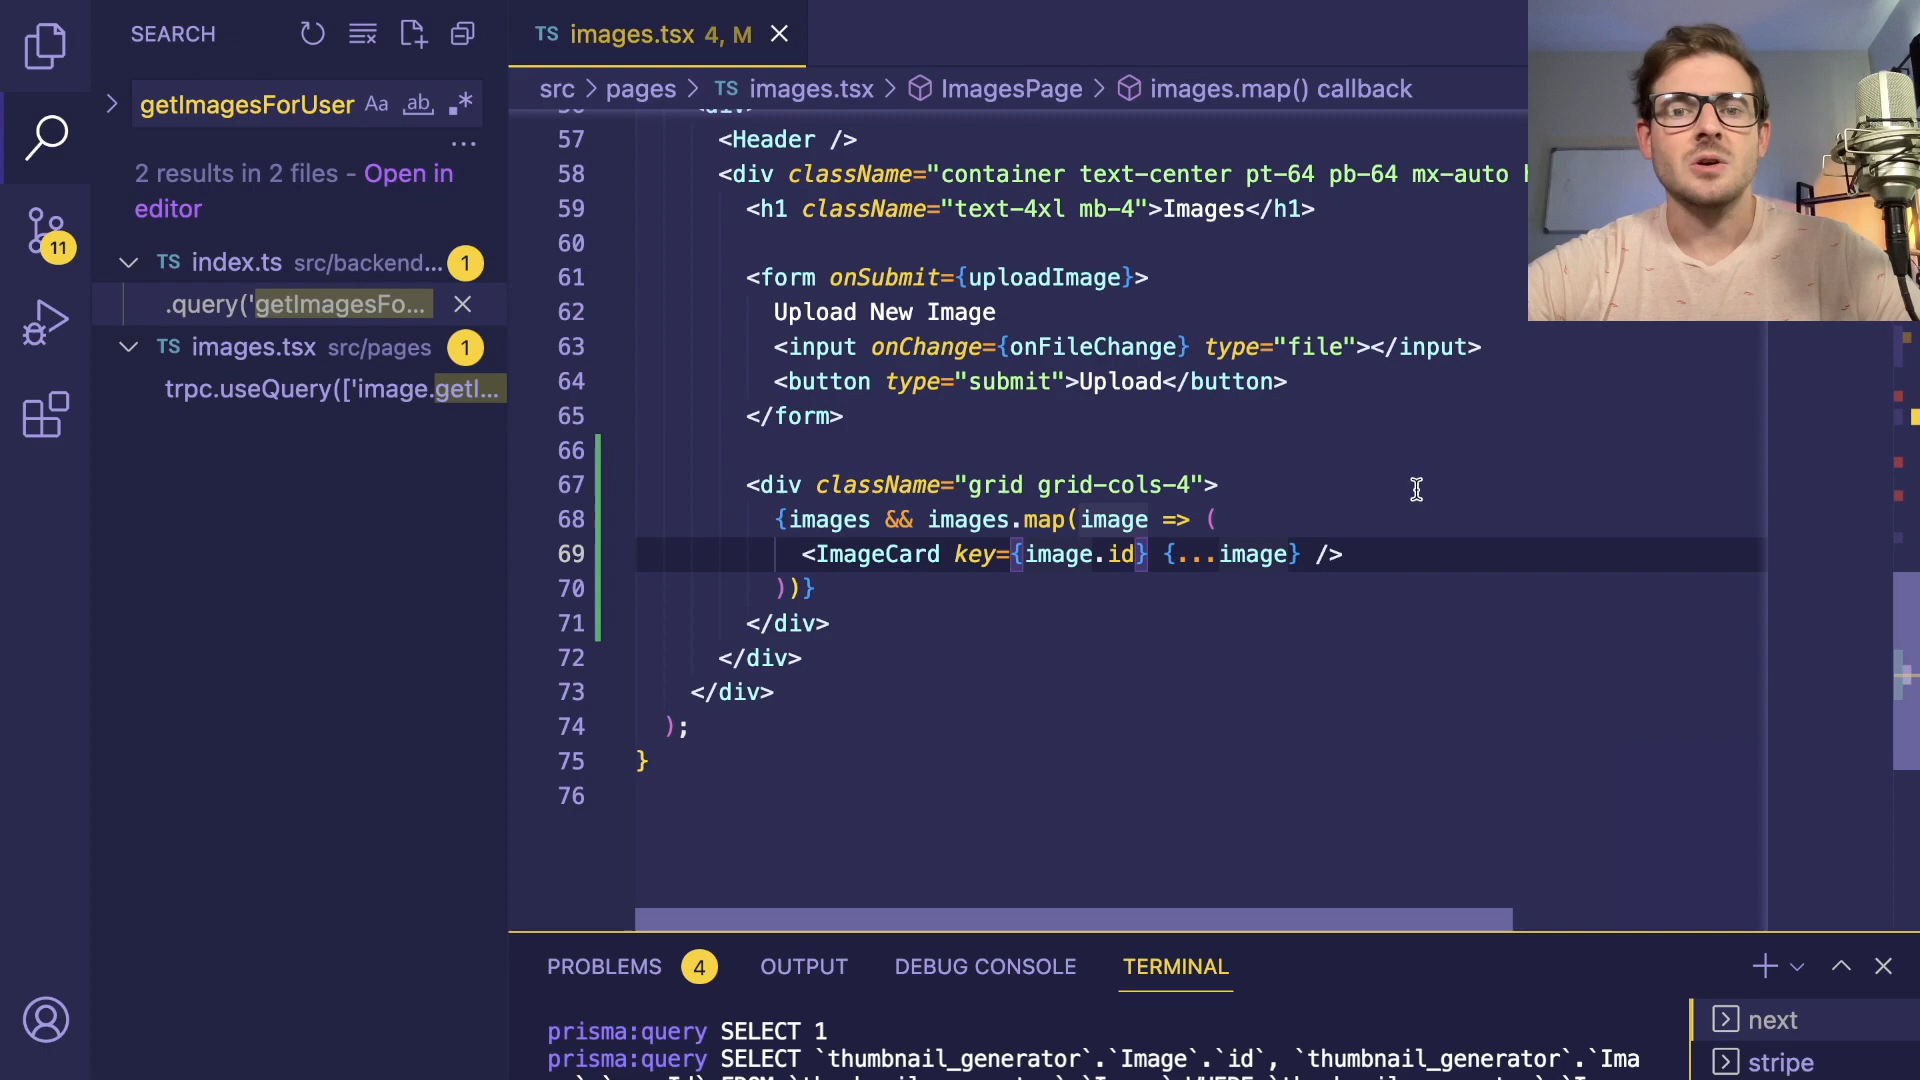 SEARCH
getImagesForUser Aa ab
2 results in 2 files - Open in
editor
11
TS index.ts src/backend... 1
.query('getImagesFo...
TS images.tsx src/pages 1
trpc.useQuery(['image.getI...
TS images.tsx 4, M
src > pages > TS images.tsx > ImagesPage > images.map() callback
57 <Header />
58 <div className="container text-center pt-64 pb-64 mx-auto
59 <h1 className="text-4xl mb-4">Images</h1>
60
61 <form onSubmit={uploadImage}>
62 Upload New Image
63 <input onChange={onFileChange} type="file"></input>
64 <button type="submit">Upload</button>
65 </form>
66
67 <div className="grid grid-cols-4">
68 {images && images.map(image => (
69 <ImageCard key={image.id} {...image} />
70 ))}
71 </div>
72 </div>
73 </div>
74 );
75 }
76
PROBLEMS 4 OUTPUT DEBUG CONSOLE TERMINAL
prisma:query SELECT 1
prisma:query SELECT `thumbnail_generator`.`Image`.`id`, `thumbnail_generator`.`Ima
next
stripe